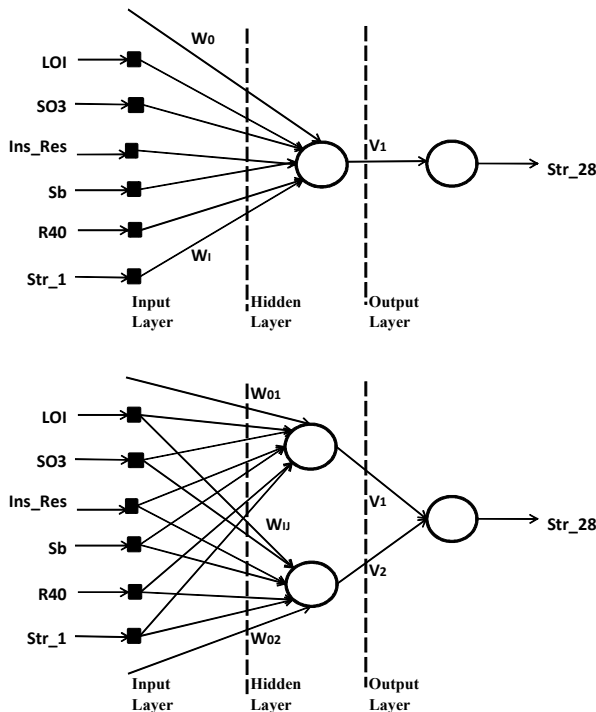 W0
LOI
SO3
Ins_Res
V1
Str_28
Sb
R40
WI
Str_1
Input Layer
Hidden Layer
Output Layer
W01
LOI
SO3
Ins_Res
V1
WIJ
Str_28
Sb
V2
R40
Str_1
W02
Input Layer
Hidden Layer
Output Layer